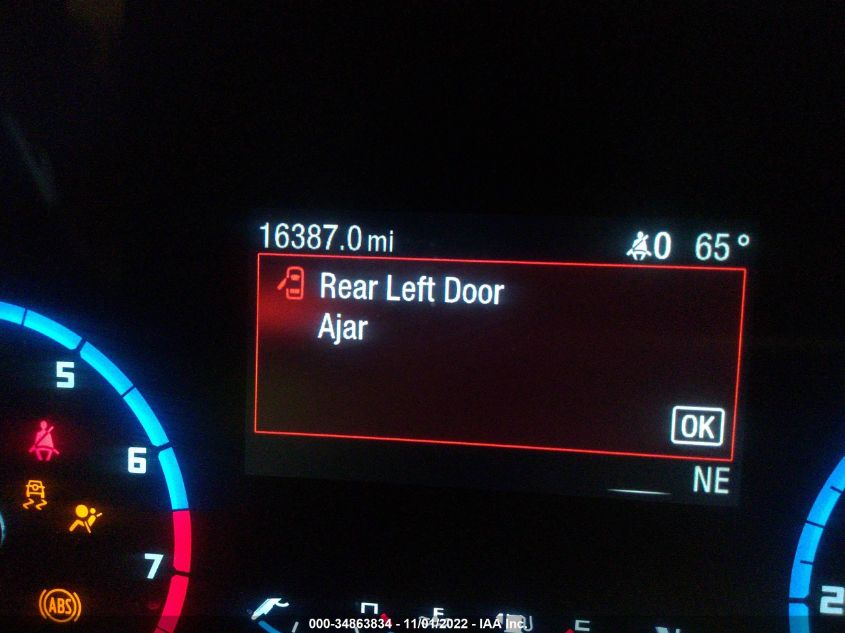 16387.0 mi 0 65°
Rear Left Door
Ajar
OK
NE
5
6
7
ABS
2
000-34863834 - 11/01/2022 - IAA Inc.